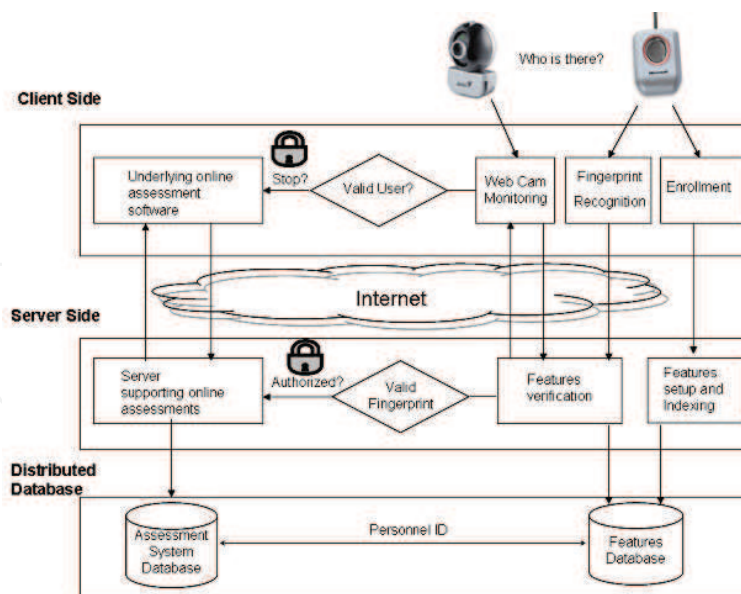 Who is there?
Client Side
Underlying online
assessment
software
Stop?
Valid User?
Web Cam
Monitoring
Fingerprint
Recognition
Enrollment
Internet
Server Side
Server
supporting online
assessments
Authorized?
Valid
Fingerprint
Features
verification
Features
setup and
Indexing
Distributed
Database
Assessment
System
Database
Personnel ID
Features
Database